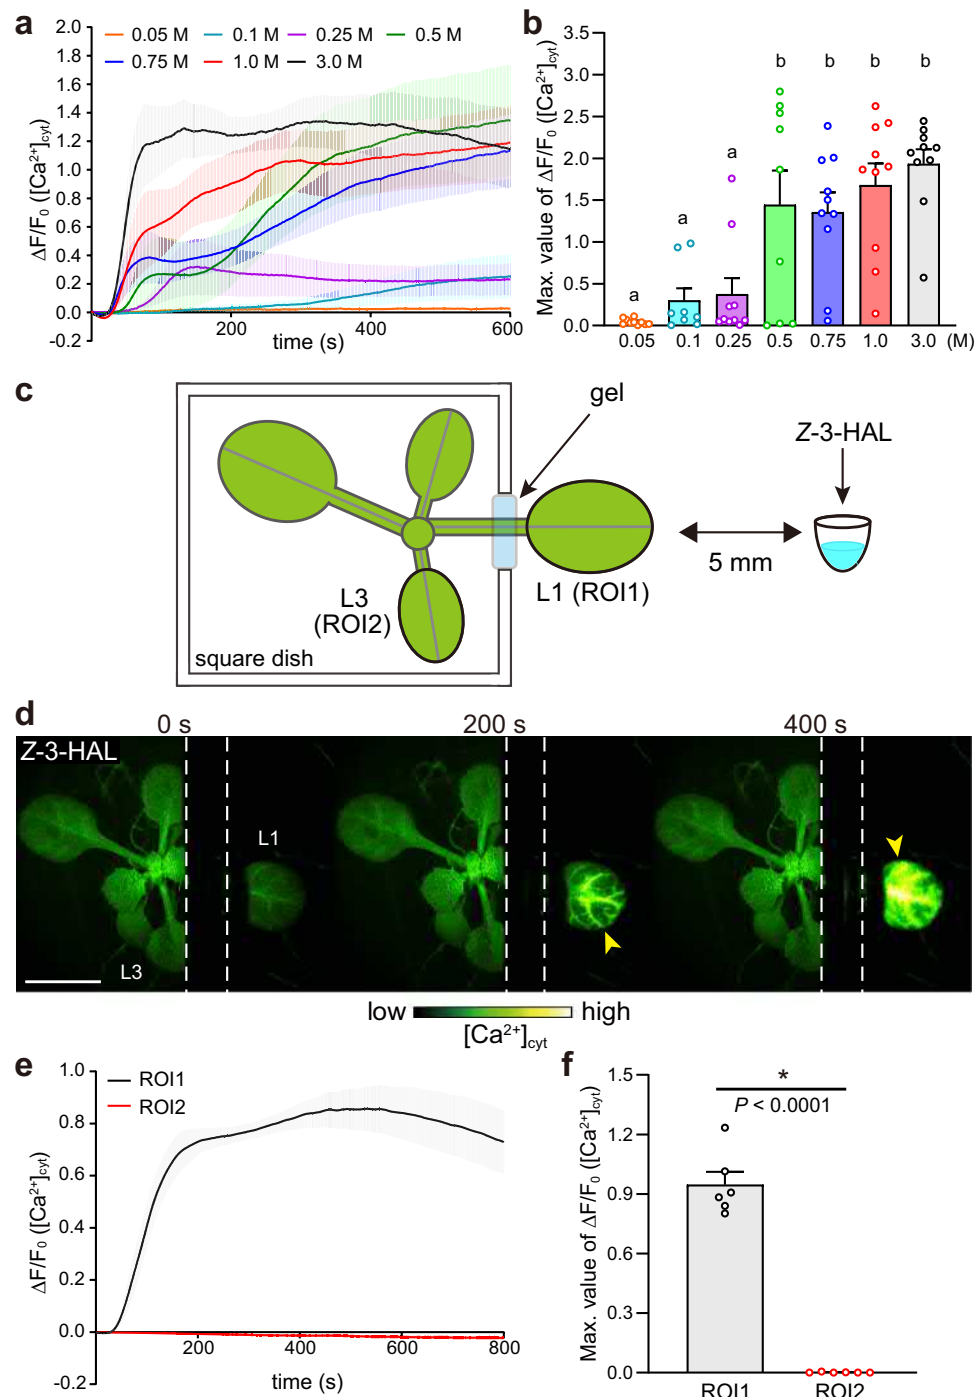 a
2.0
1.8
1.6
1.4
1.2
1.0
0.8
0.6
0.4
0.2
0.0
-0.2
ΔF/F0 ([Ca2+]cyt)
0.05 M 0.1 M 0.25 M 0.5 M
0.75 M 1.0 M 3.0 M
200 400 600
time (s)
b
3.5
3.0
2.5
2.0
1.5
1.0
0.5
0.0
Max. value of ΔF/F0 ([Ca2+]cyt)
a a a b b b b
0.05 0.1 0.25 0.5 0.75 1.0 3.0 (M)
c
gel
Z-3-HAL
5 mm
L1 (ROI1)
L3
(ROI2)
square dish
d
0 s 200 s 400 s
Z-3-HAL
L1
L3
low high
[Ca2+]cyt
e
1.0
0.8
0.6
0.4
0.2
0.0
-0.2
ΔF/F0 ([Ca2+]cyt)
ROI1
ROI2
200 400 600 800
time (s)
f
1.5
1.2
0.9
0.6
0.3
0.0
Max. value of ΔF/F0 ([Ca2+]cyt)
*
P < 0.0001
ROI1 ROI2